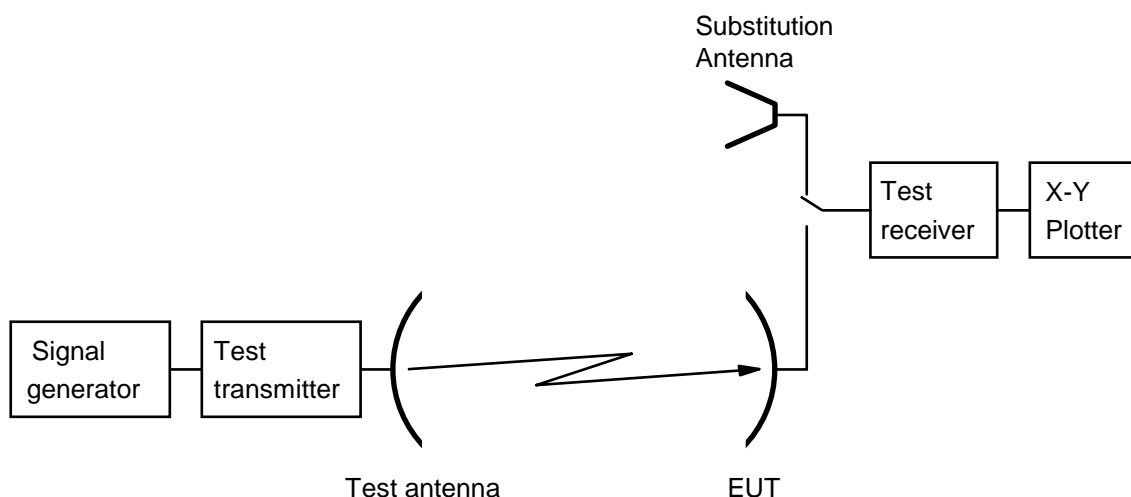 Substitution
Antenna
Test
receiver
X-Y
Plotter
Signal
generator
Test
transmitter
Test antenna
EUT